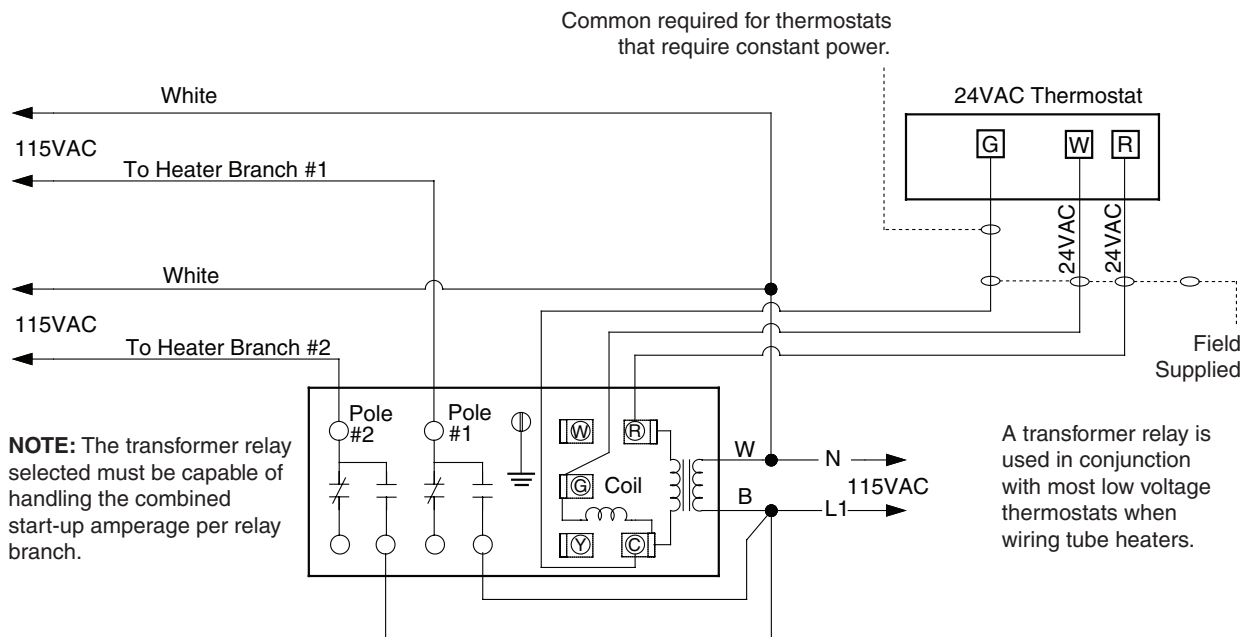 Common required for thermostats
that require constant power.
White
24VAC Thermostat
115VAC
G
W
R
To Heater Branch #1
24VAC
24VAC
White
115VAC
To Heater Branch #2
Field
Supplied
Pole
#2
Pole
#1
W
R
NOTE: The transformer relay
selected must be capable of
handling the combined
start-up amperage per relay
branch.
G
Coil
Y
C
W
N
115VAC
B
L1
A transformer relay is
used in conjunction
with most low voltage
thermostats when
wiring tube heaters.